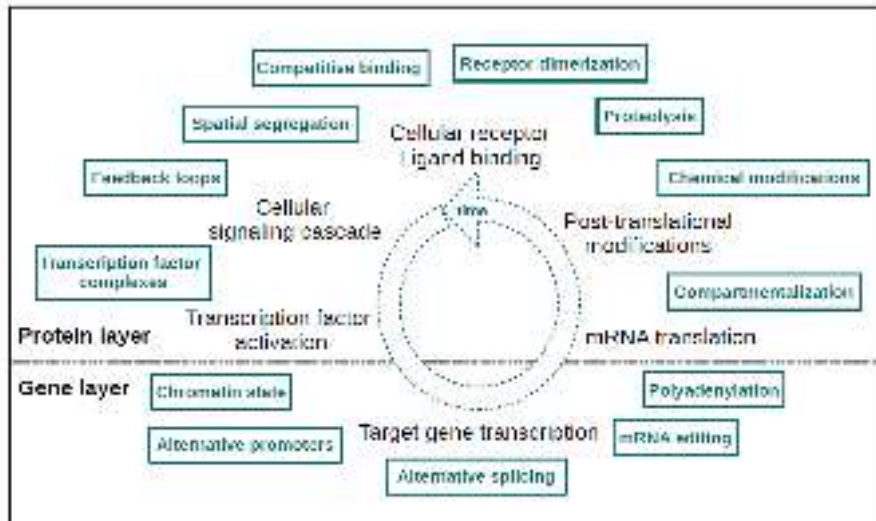 Competitive binding
Receptor dimerization
Proteolysis
Spatial segregation
Cellular receptor
Ligand binding
Feedback loops
Chemical modifications
Cellular
signaling cascade
time
Post-translational
modifications
Transcription factor
complexes
Compartmentalization
Transcription factor
activation
Protein layer
mRNA translation
Gene layer
Chromatin state
Polyadenylation
Alternative promoters
Target gene transcription
mRNA editing
Alternative splicing